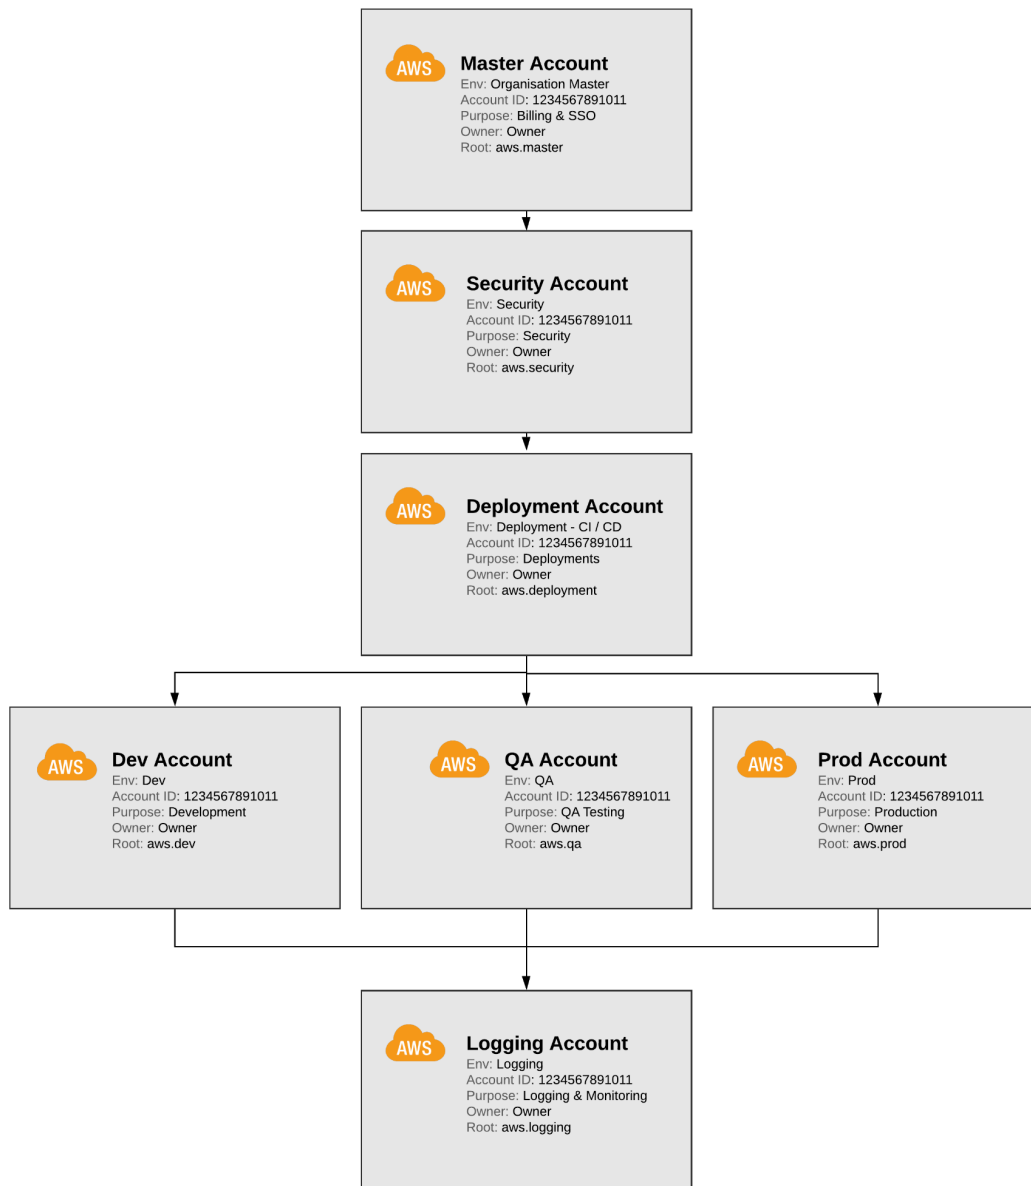 AWS
Master Account
Env: Organisation Master
Account ID: 1234567891011
Purpose: Billing & SSO
Owner: Owner
Root: aws.master
AWS
Security Account
Env: Security
Account ID: 1234567891011
Purpose: Security
Owner: Owner
Root: aws.security
AWS
Deployment Account
Env: Deployment - CI / CD
Account ID: 1234567891011
Purpose: Deployments
Owner: Owner
Root: aws.deployment
AWS
Dev Account
Env: Dev
Account ID: 1234567891011
Purpose: Development
Owner: Owner
Root: aws.dev
AWS
QA Account
Env: QA
Account ID: 1234567891011
Purpose: QA Testing
Owner: Owner
Root: aws.qa
AWS
Prod Account
Env: Prod
Account ID: 1234567891011
Purpose: Production
Owner: Owner
Root: aws.prod
AWS
Logging Account
Env: Logging
Account ID: 1234567891011
Purpose: Logging & Monitoring
Owner: Owner
Root: aws.logging